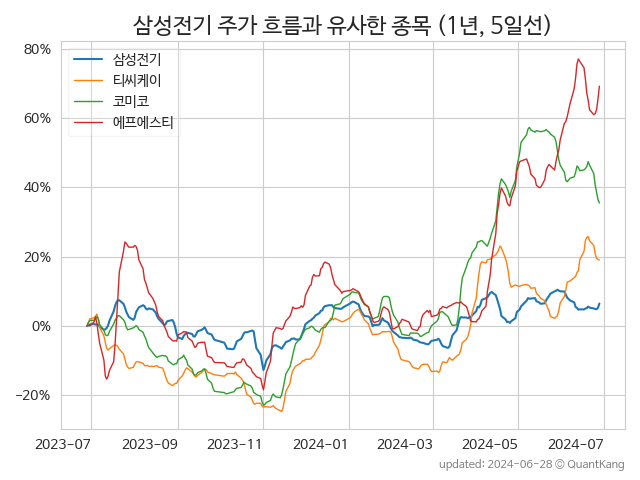 삼성전기 주가 흐름과 유사한 종목 (1년, 5일선)
80%
60%
40%
20%
0%
−20%
삼성전기
티씨케이
코미코
에프에스티
2023-07 2023-09 2023-11 2024-01 2024-03 2024-05 2024-07
updated: 2024-06-28 © QuantKang